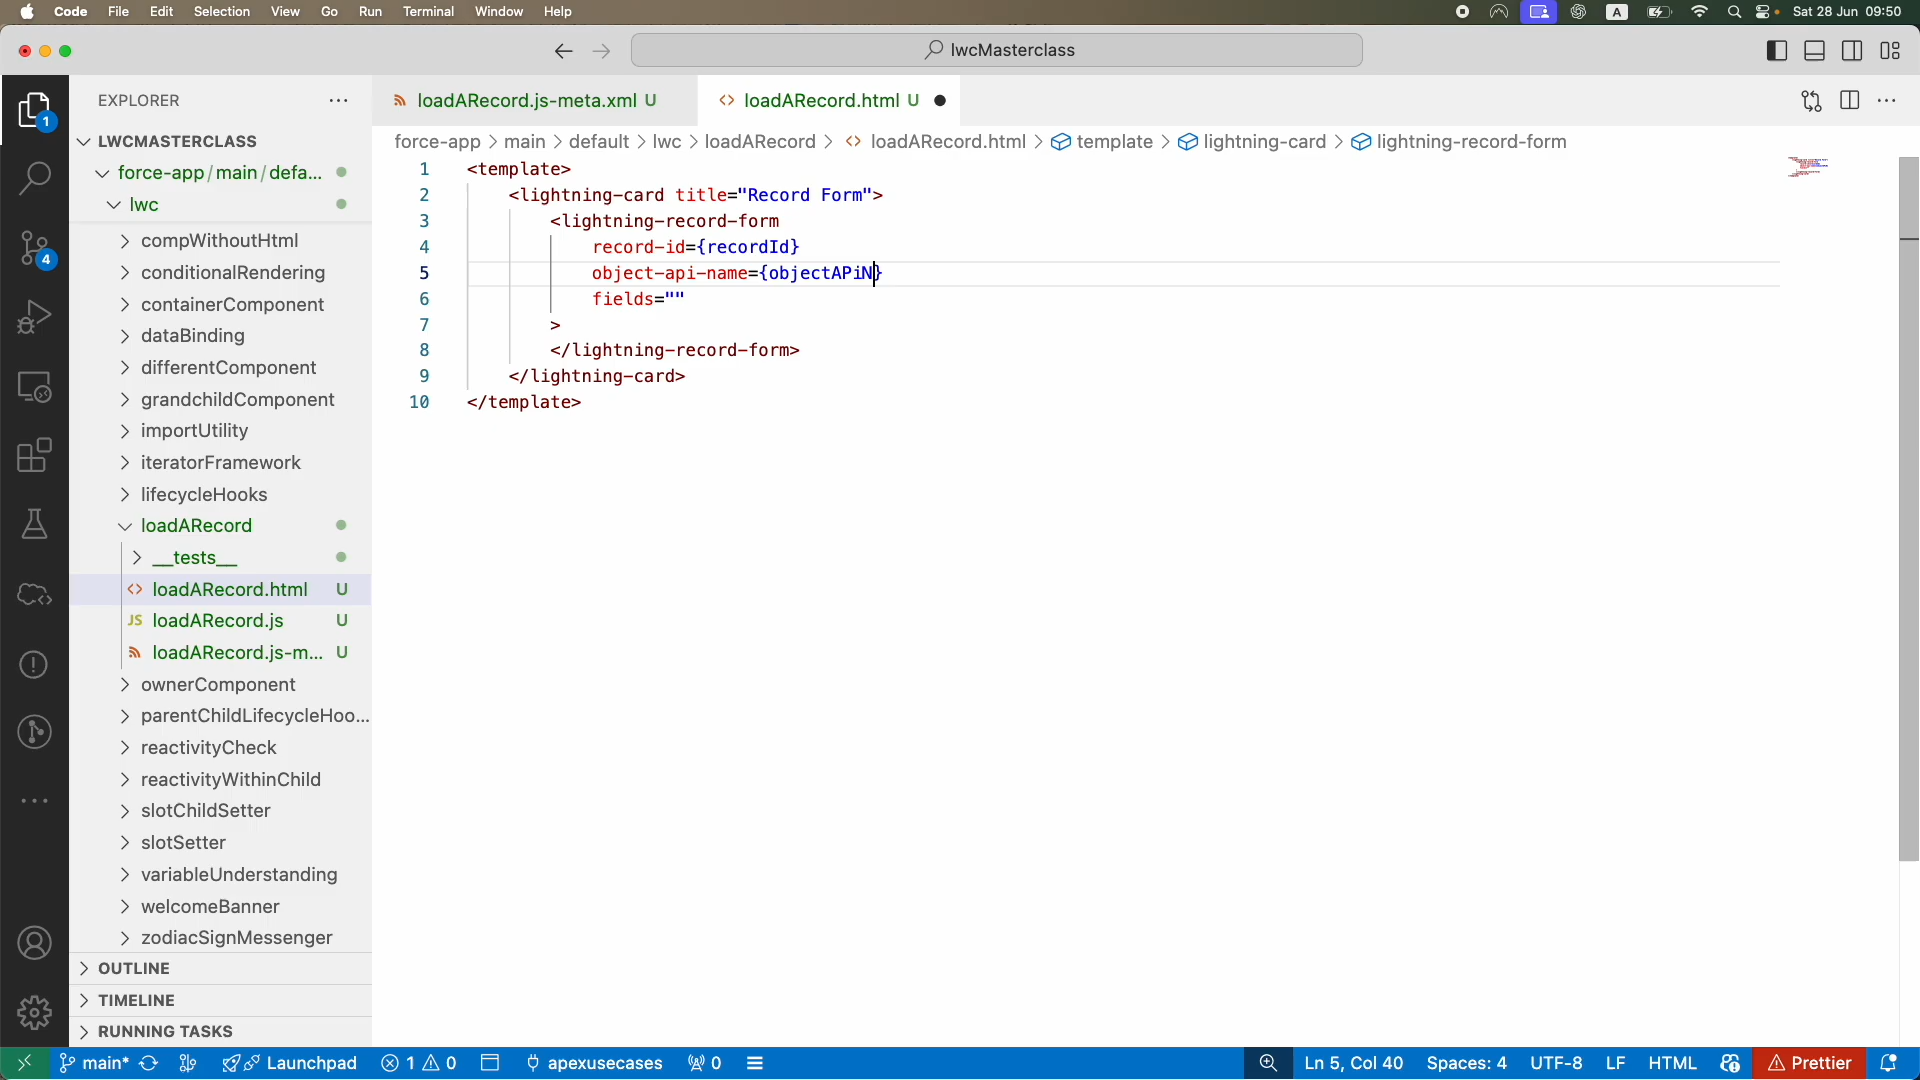 Code File Edit Selection View Go Run Terminal Window Help A Sat 28 Jun 09:50
lwcMasterclass
EXPLORER
loadARecord.js-meta.xml U
loadARecord.html U
force-app main default lwc loadARecord loadARecord.html template lightning-card lightning-record-form
1
4
LWCMASTERCLASS
force-app/main/defa...
lwc
compWithoutHtml
conditionalRendering
containerComponent
dataBinding
differentComponent
grandchildComponent
importUtility
iteratorFramework
lifecycleHooks
loadARecord
__tests__
loadARecord.html U
JS loadARecord.js U
loadARecord.js-m... U
ownerComponent
parentChildLifecycleHoo...
reactivityCheck
reactivityWithinChild
slotChildSetter
slotSetter
variableUnderstanding
welcomeBanner
zodiacSignMessenger
OUTLINE
TIMELINE
RUNNING TASKS
1 <template>
2 <lightning-card title="Record Form">
3 <lightning-record-form
4 record-id={recordId}
5 object-api-name={objectAPiN}
6 fields=""
7 >
8 </lightning-record-form>
9 </lightning-card>
10 </template>
main* Launchpad 1 0 apexusecases 0 Ln 5, Col 40 Spaces: 4 UTF-8 LF HTML Prettier